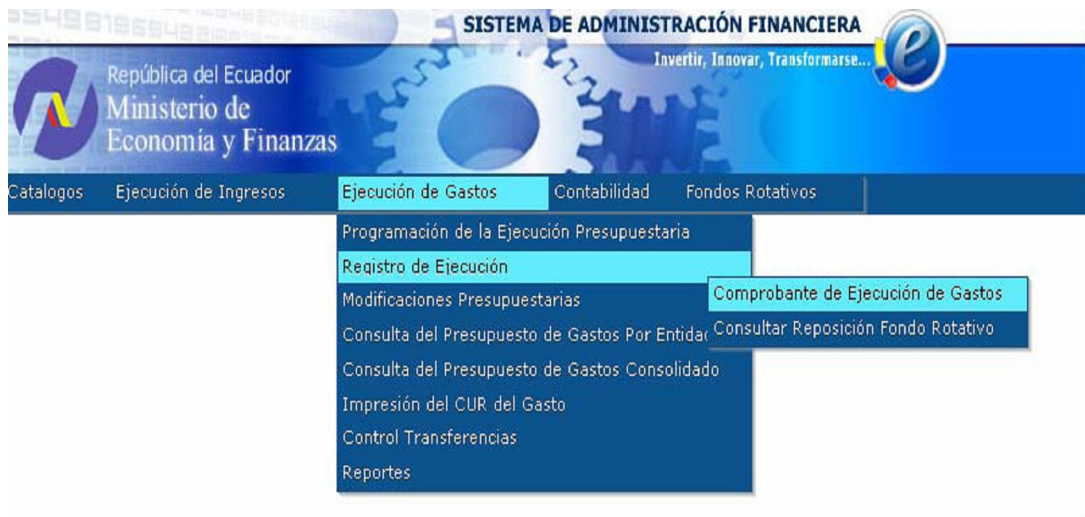 SISTEMA DE ADMINISTRACIÓN FINANCIERA
Invertir, Innovar, Transformarse...
República del Ecuador
Ministerio de
Economía y Finanzas
Catalogos Ejecución de Ingresos Ejecución de Gastos Contabilidad Fondos Rotativos
Programación de la Ejecución Presupuestaria
Registro de Ejecución
Comprobante de Ejecución de Gastos
Modificaciones Presupuestarias
Consulta del Presupuesto de Gastos Por
Consultar Reposición Fondo Rotativo
Consulta del Presupuesto de Gastos Consolidado
Impresión del CUR del Gasto
Control Transferencias
Reportes